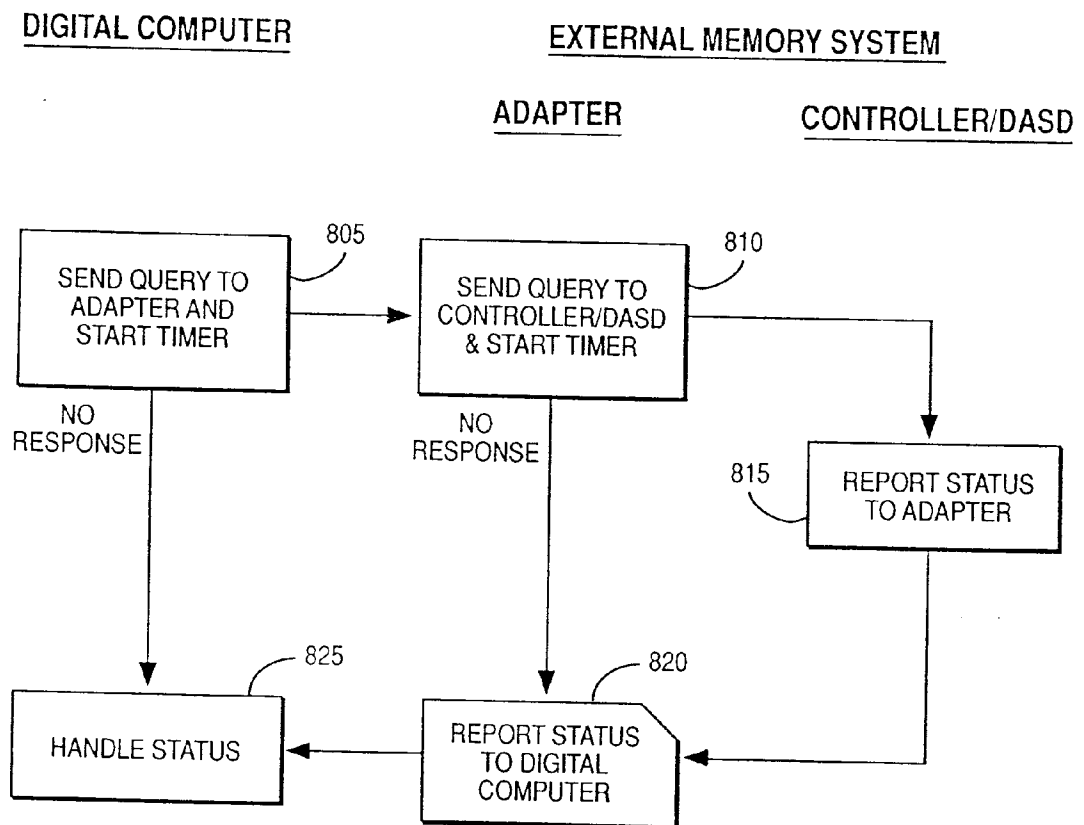 DIGITAL COMPUTER
EXTERNAL MEMORY SYSTEM
ADAPTER
CONTROLLER/DASD
805
SEND QUERY TO
ADAPTER AND
START TIMER
810
SEND QUERY TO
CONTROLLER/DASD
& START TIMER
NO
RESPONSE
NO
RESPONSE
815
REPORT STATUS
TO ADAPTER
825
HANDLE STATUS
820
REPORT STATUS
TO DIGITAL
COMPUTER